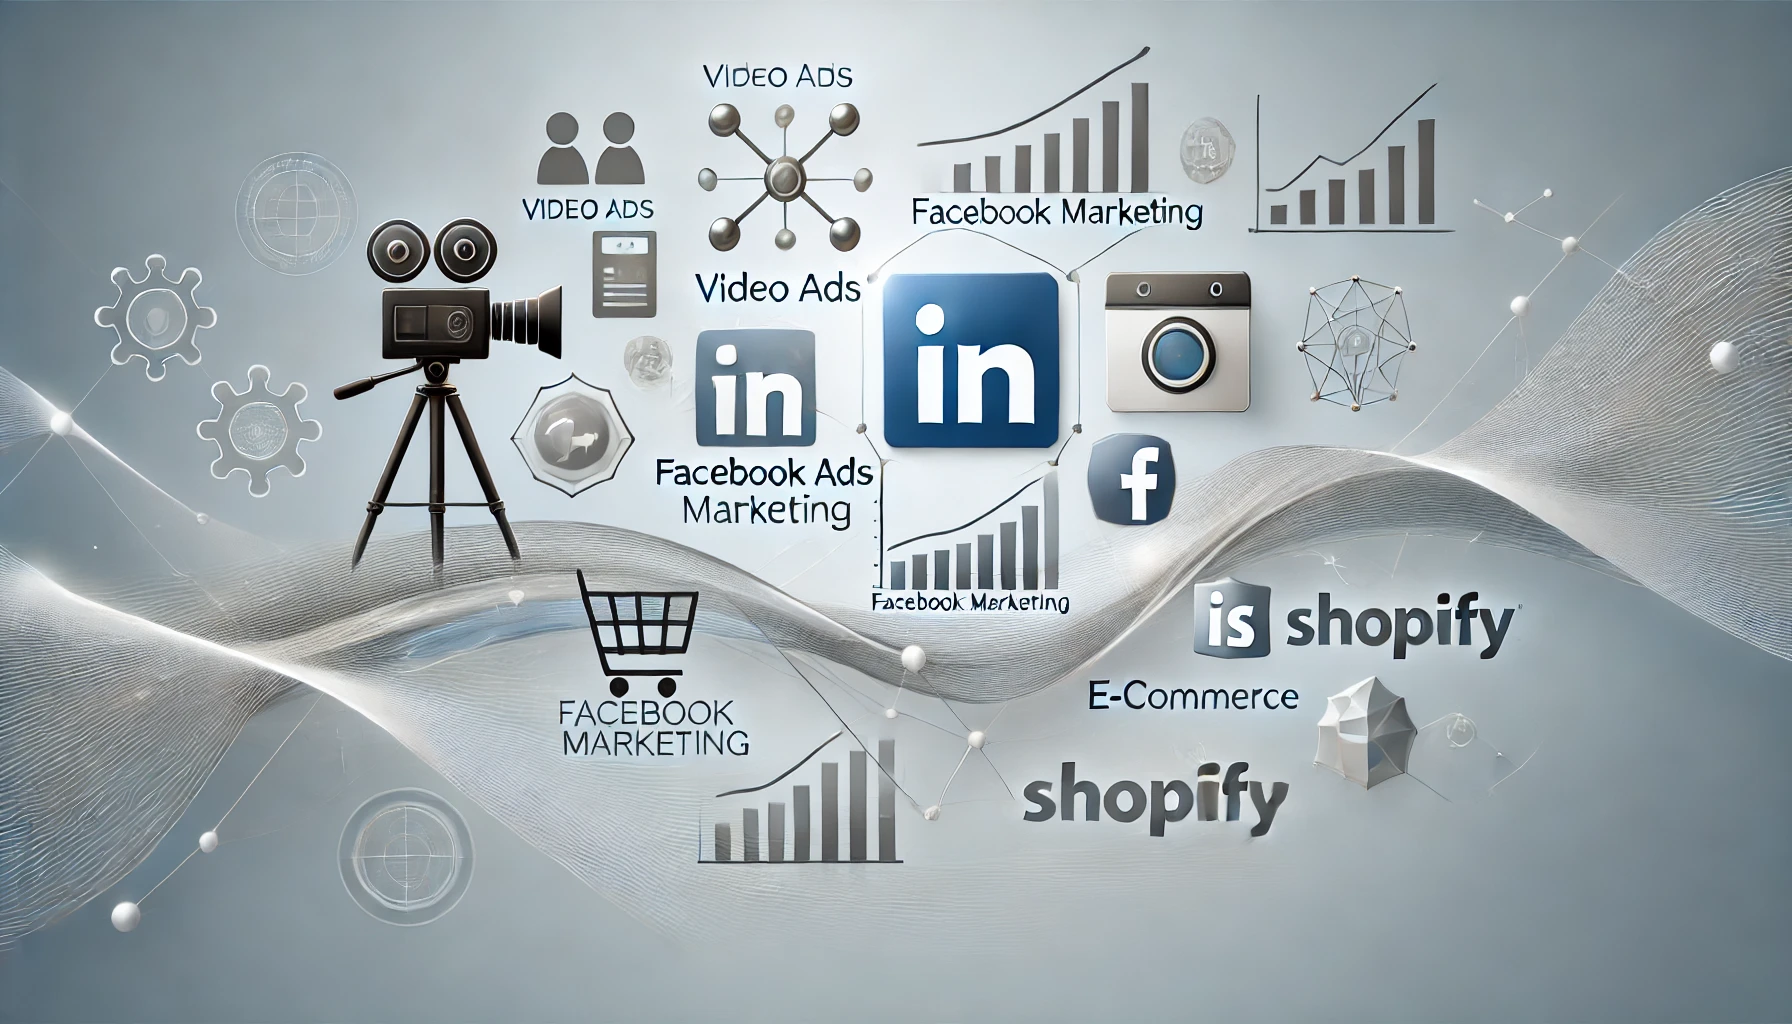 VIDEO ADS
VIDEO ADS
Facebook Marketing
Video Ads
in
in
Facebook Ads
Marketing
f
Facebook Marketing
is shopify
E-Commerce
FACEBOOK
MARKETING
shopify